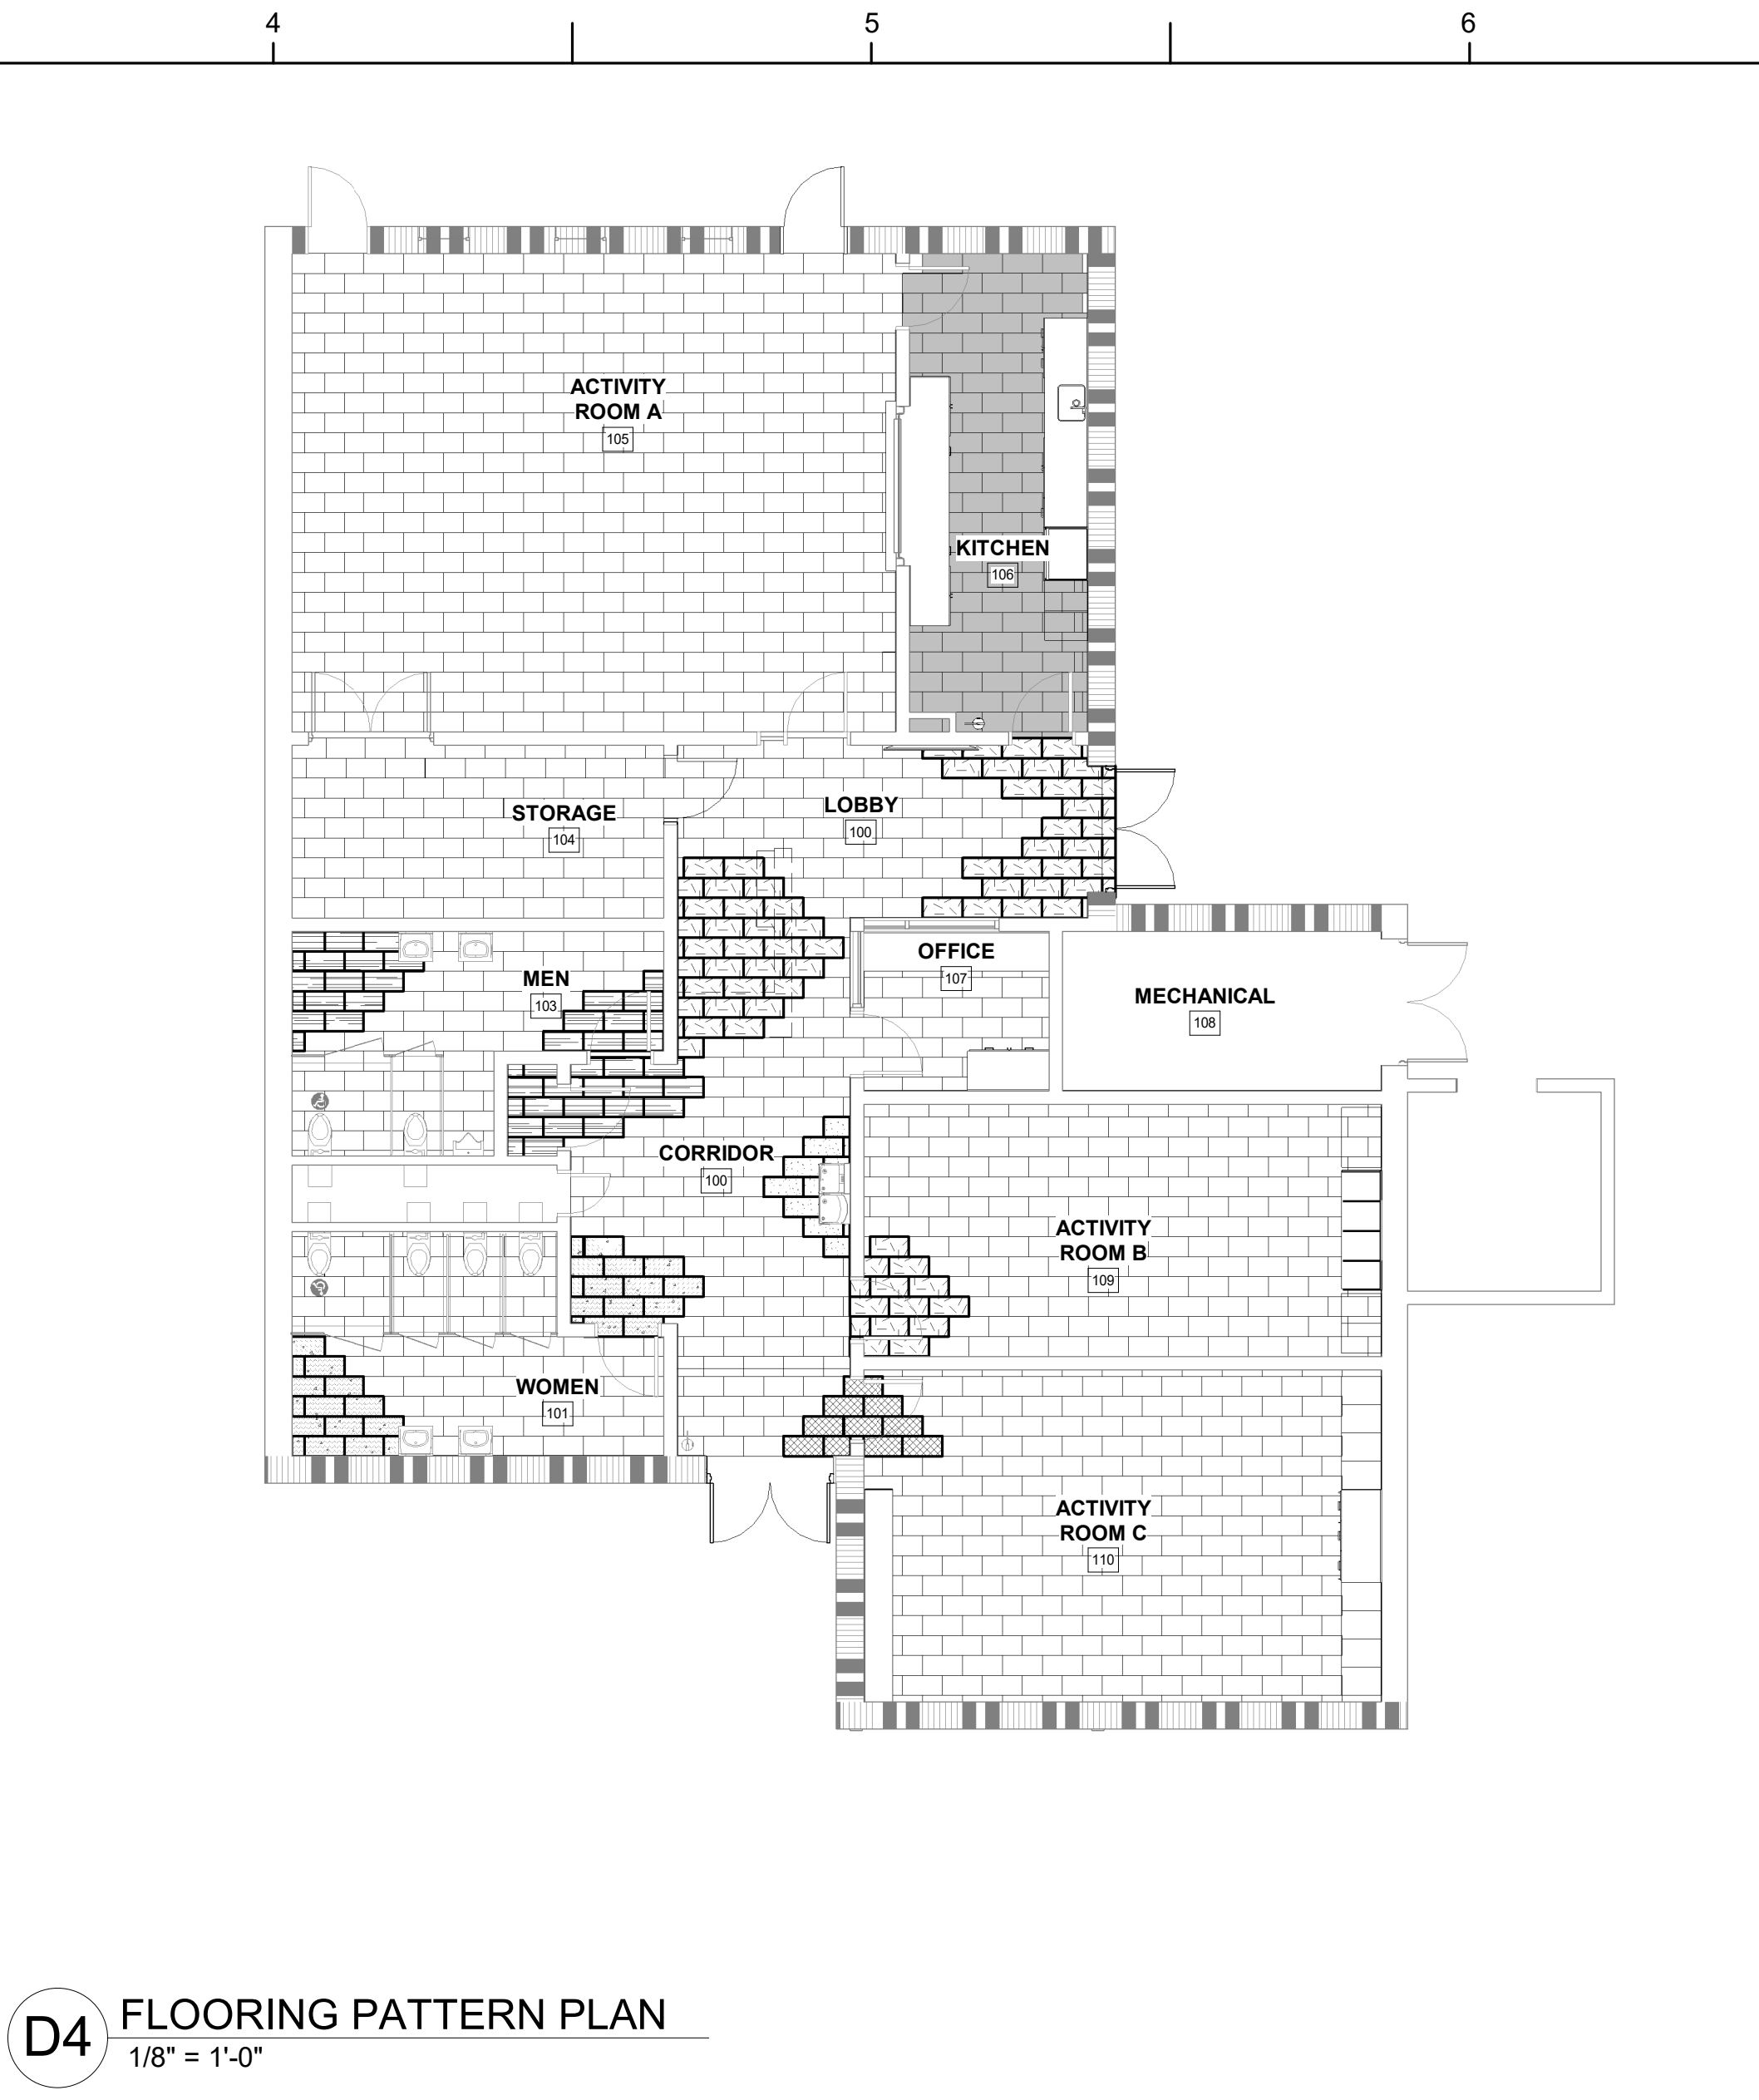 4 5 6
ACTIVITY
ROOM A
105
KITCHEN
106
STORAGE
104
LOBBY
100
MEN
103
OFFICE
107
MECHANICAL
108
CORRIDOR
100
ACTIVITY
ROOM B
109
WOMEN
101
ACTIVITY
ROOM C
110
D4
FLOORING PATTERN PLAN
1/8" = 1'-0"